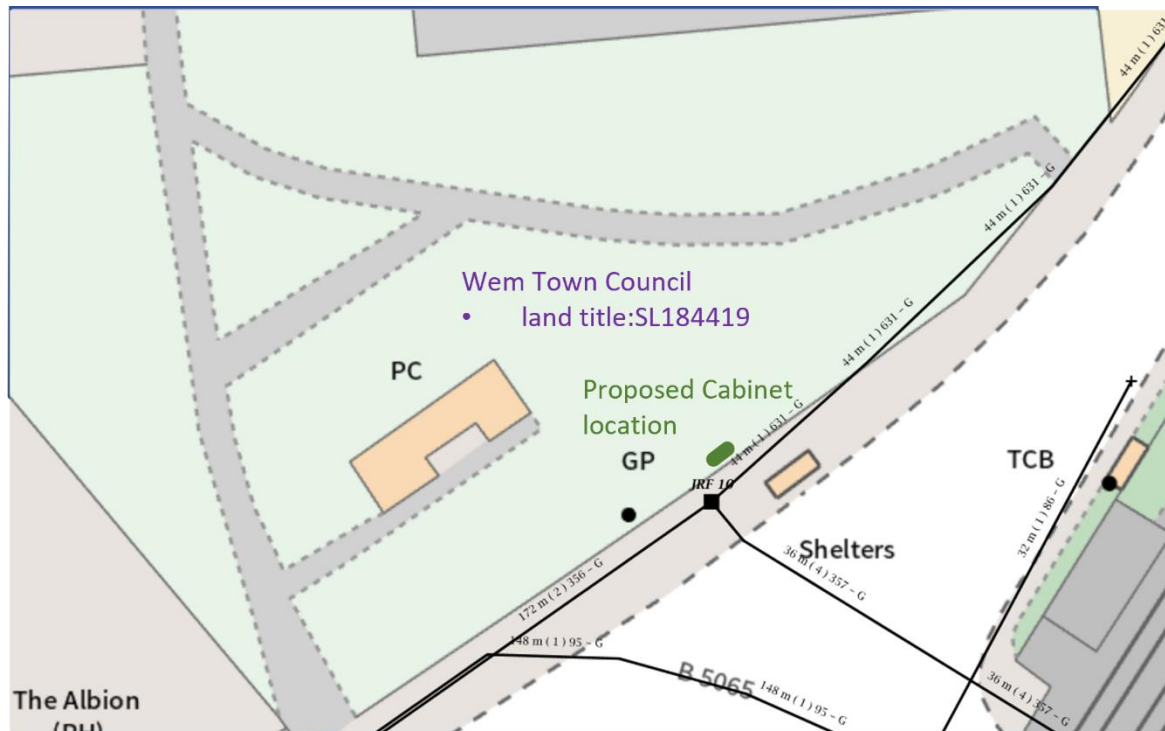 44 m ( 1 ) 631
44 m ( 1 ) 631 – G
Wem Town Council
• land title:SL184419
44 m ( 1 ) 631 – G
PC
Proposed Cabinet
location
44 m ( 1 ) 631 – G
GP
TCB
JRF 10
32 m ( 1 ) 86 – G
Shelters
36 m ( 4 ) 357 – G
172 m ( 2 ) 356 – G
148 m ( 1 ) 95 – G
B 5065
148 m ( 1 ) 95 – G
36 m ( 4 ) 357 – G
The Albion
(PH)